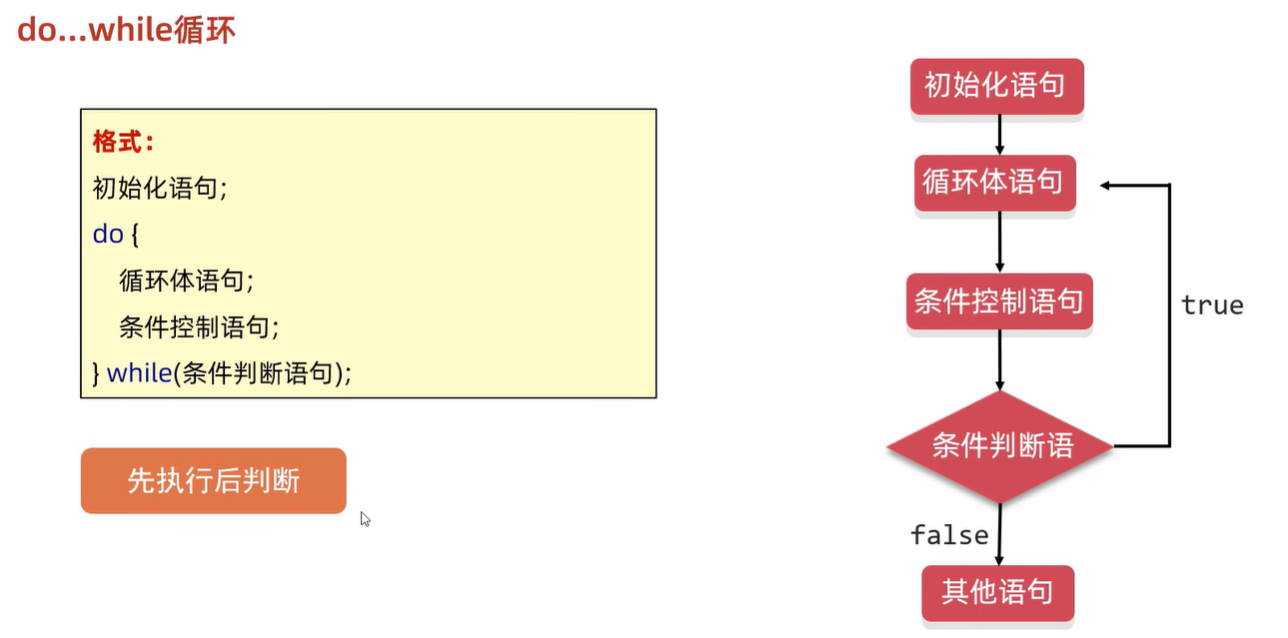 do...while循环
格式：
初始化语句;
do {
循环体语句;
条件控制语句;
} while(条件判断语句);
先执行后判断
初始化语句
循环体语句
条件控制语句
true
条件判断语
false
其他语句